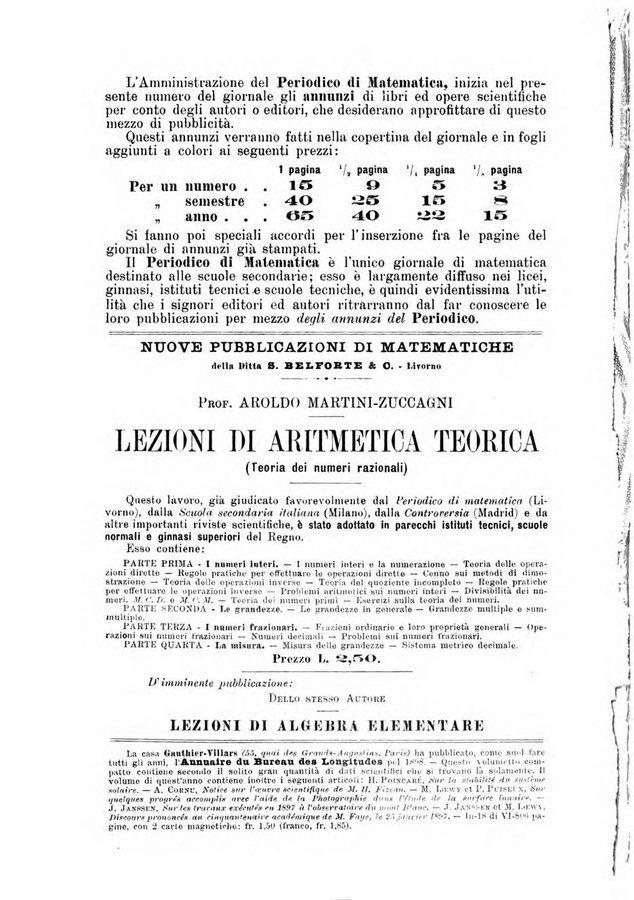 L'Amministrazione del Periodico di Matematica, inizia nel pre-
sente numero del giornale gli annunzi di libri ed opere scientifiche
per conto degli autori o editori, che desiderano approfittare di questo
mezzo di pubblicità.
Questi annunzi verranno fatti nella copertina del giornale e in fogli
aggiunti a colori ai seguenti prezzi:
1 pagina 1/2 pagina 1/4 pagina 1/8 pagina
Per un numero . . 15 9 5 3
„ semestre . . 40 25 15 8
„ anno . . . 65 40 22 15
Si fanno poi speciali accordi per l'inserzione fra le pagine del
giornale di annunzi già stampati.
Il Periodico di Matematica è l'unico giornale di matematica
destinato alle scuole secondarie; esso è largamente diffuso nei licei,
ginnasi, istituti tecnici e scuole tecniche, è quindi evidentissima l'uti-
lità che i signori editori ed autori ritrarranno dal far conoscere le
loro pubblicazioni per mezzo degli annunzi del Periodico.
NUOVE PUBBLICAZIONI DI MATEMATICHE
della Ditta S. BELFORTE & C. - Livorno
PROF. AROLDO MARTINI-ZUCCAGNI
LEZIONI DI ARITMETICA TEORICA
(Teoria dei numeri razionali)
Questo lavoro, già giudicato favorevolmente dal Periodico di matematica (Li-
vorno), dalla Scuola secondaria italiana (Milano), dalla Controversia (Madrid) e da
altre importanti riviste scientifiche, è stato adottato in parecchi istituti tecnici, scuole
normali e ginnasi superiori del Regno.
Esso contiene:
PARTE PRIMA - I numeri interi. — I numeri interi e la numerazione — Teoria delle opera-
zioni dirette — Regole pratiche per effettuare le operazioni dirette — Cenno sui metodi di dimo-
strazione — Teoria delle operazioni inverse — Teoria del quoziente incompleto — Regole pratiche
per effettuare le operazioni inverse — Problemi aritmetici sui numeri interi — Divisibilità dei nu-
meri. M. C. D. e M. C. M. — Teoria dei numeri primi — Esercizi sulla teoria dei numeri.
PARTE SECONDA - Le grandezze. — Le grandezze in generale — Grandezze multiple e sum-
multiple.
PARTE TERZA - I numeri frazionari. — Frazioni ordinarie e loro proprietà generali — Ope-
razioni sui numeri frazionari — Numeri decimali — Problemi sui numeri frazionari.
PARTE QUARTA - La misura. — Misura delle grandezze — Sistema metrico decimale.
Prezzo L. 2,50.
D'imminente pubblicazione:
DELLO STESSO AUTORE
LEZIONI DI ALGEBRA ELEMENTARE
La casa Gauthier-Villars (55, quai des Grands-Augustins, Paris) ha pubblicato, come suol fare
tutti gli anni, l'Annuaire du Bureau des Longitudes pel 1898. — Questo volumetto com-
patto contiene secondo il solito gran quantità di dati scientifici che si trovano là solamente. Il
volume di quest'anno contiene inoltre i seguenti articoli: H. POINCARÉ, Sur la stabilité du système
solaire. — A. CORNU, Notice sur l'œuvre scientifique de M. H. Fizeau. — M. LŒWY et P. PUISEUX, Sur
quelques progrés accomplis avec l'aide de la Photographie dans l'étude de la surface lunaire. —
J. JANSSEN, Sur les travaux exécutés en 1897 à l'observatoire du mont Blanc. — J. JANSSEN et M. LŒWY,
Discours prononcés au cinquantenaire académique de M. Faye, le 25 janvier 1897. — In-18 di VI-806 pa-
gine, con 2 carte magnetiche: fr. 1,50 (franco, fr. 1,85).